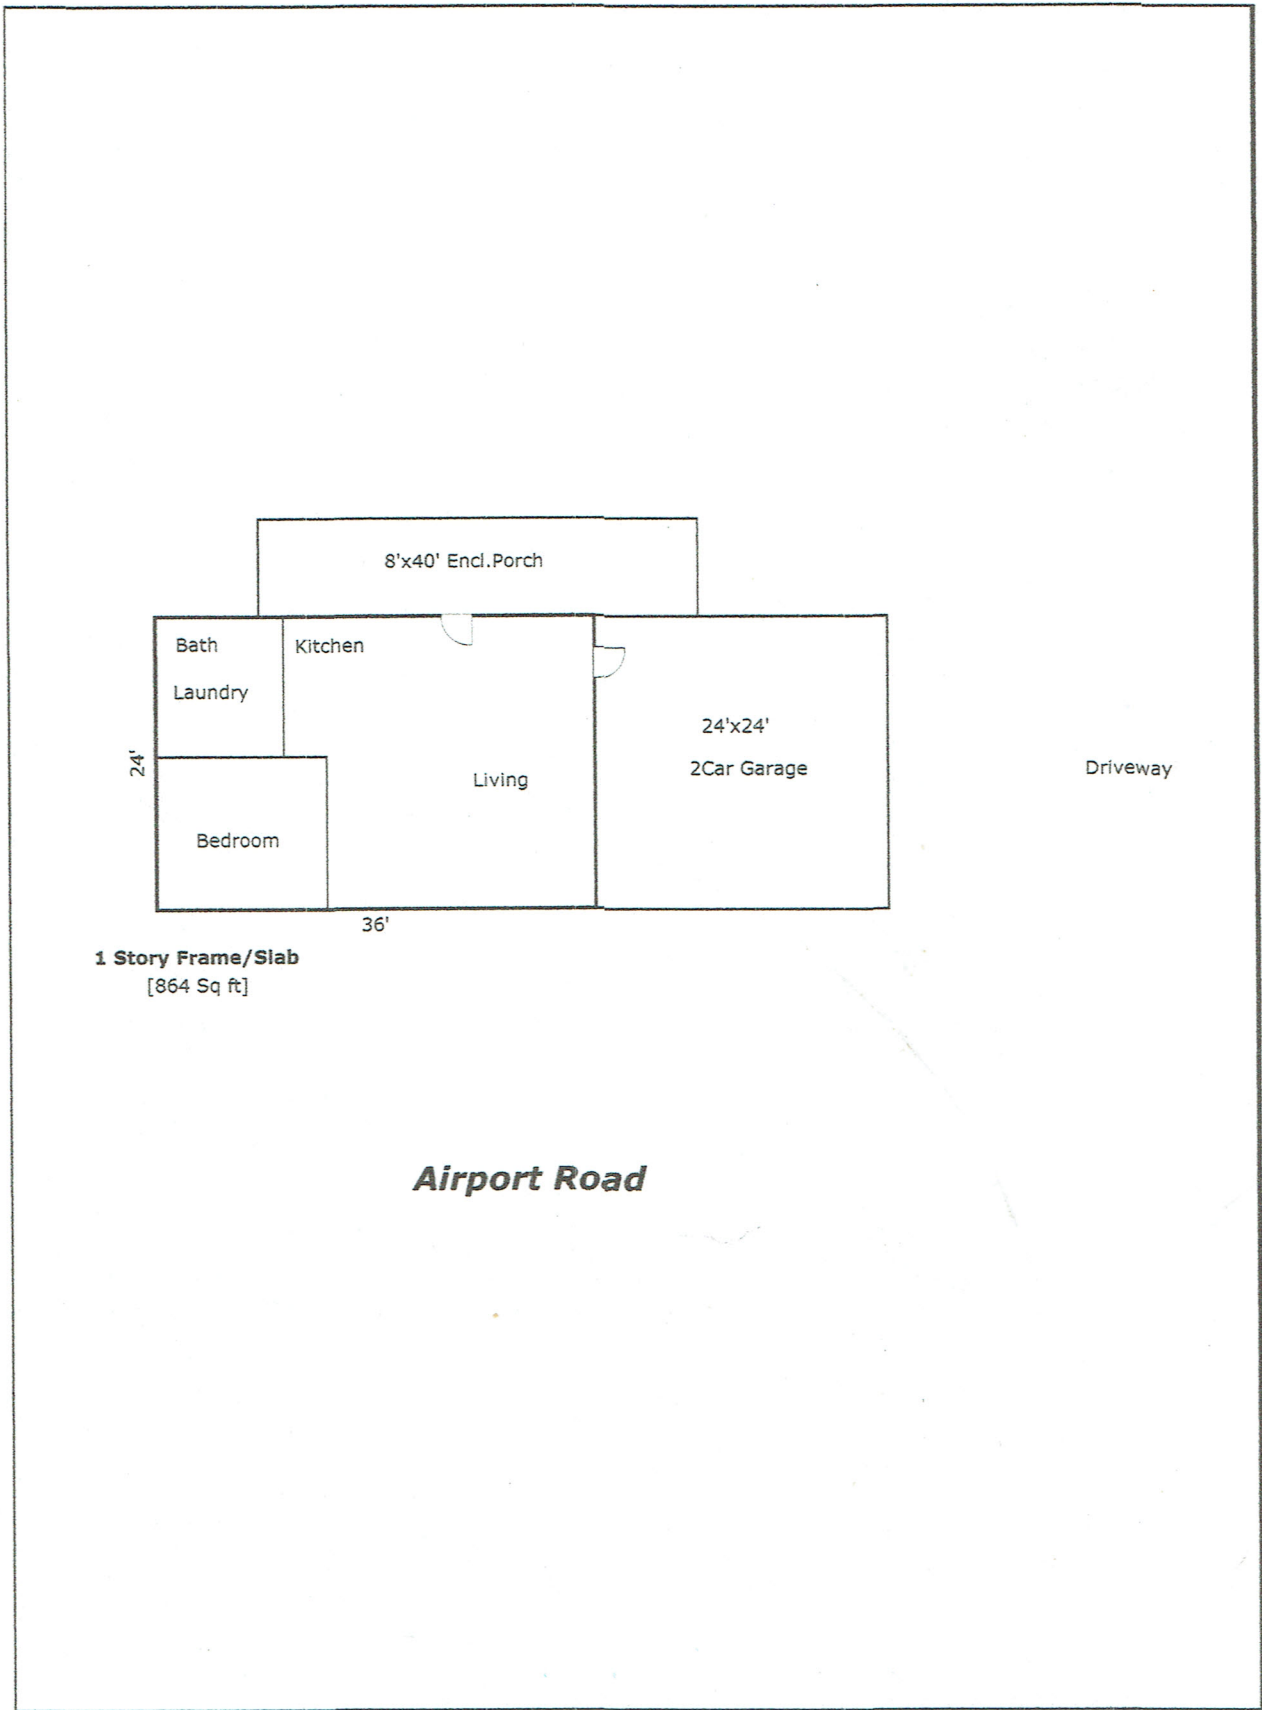 8'x40' Encl.Porch
Bath
Kitchen
Laundry
24'x24'
24'
Living
2Car Garage
Driveway
Bedroom
36'
1 Story Frame/Slab
[864 Sq ft]
Airport Road